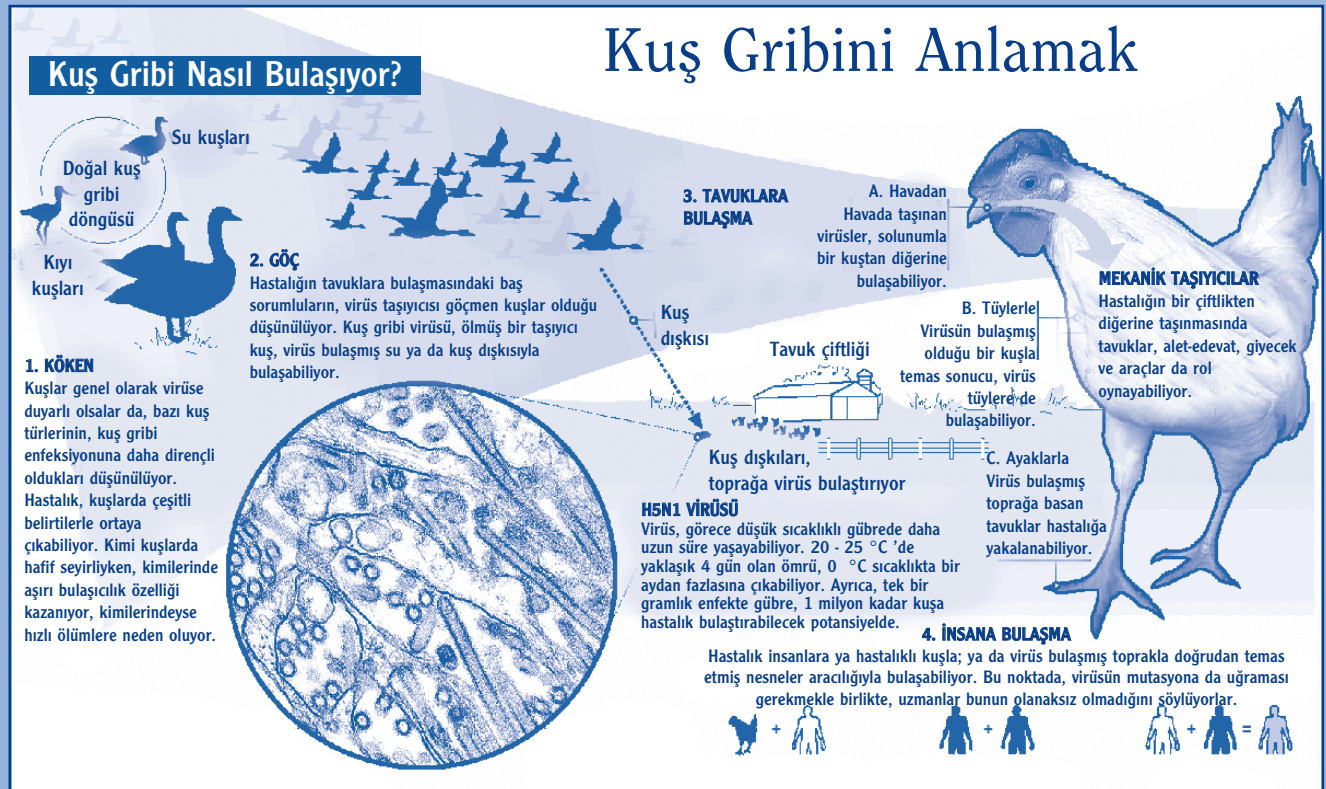 Kuş Gribini Anlamak
Kuş Gribi Nasıl Bulaşıyor?
Su kuşları
Doğal kuş
gribi
döngüsü
Kıyı
kuşları
1. KÖKEN
Kuşlar genel olarak virüse
duyarlı olsalar da, bazı kuş
türlerinin, kuş gribi
enfeksiyonuna daha dirençli
oldukları düşünülüyor.
Hastalık, kuşlarda çeşitli
belirtilerle ortaya
çıkabiliyor. Kimi kuşlarda
hafif seyirliyken, kimilerinde
aşırı bulaşıcılık özelliği
kazanıyor, kimilerindeyse
hızlı ölümlere neden oluyor.
2. GÖÇ
Hastalığın tavuklara bulaşmasındaki baş
sorumluların, virüs taşıyıcısı göçmen kuşlar olduğu
düşünülüyor. Kuş gribi virüsü, ölmüş bir taşıyıcı
kuş, virüs bulaşmış su ya da kuş dışkısıyla
bulaşabiliyor.
Kuş
dışkısı
Tavuk çiftliği
Kuş dışkıları,
toprağa virüs bulaştırıyor
H5N1 VİRÜSÜ
Virüs, görece düşük sıcaklıklı gübrede daha
uzun süre yaşayabiliyor. 20 - 25 °C 'de
yaklaşık 4 gün olan ömrü, 0 °C sıcaklıkta bir
aydan fazlasına çıkabiliyor. Ayrıca, tek bir
gramlık enfekte gübre, 1 milyon kadar kuşa
hastalık bulaştırabilecek potansiyelde.
3. TAVUKLARA
BULAŞMA
A. Havadan
Havada taşınan
virüsler, solunumla
bir kuştan diğerine
bulaşabiliyor.
B. Tüylerle
Virüsün bulaşmış
olduğu bir kuşla
temas sonucu, virüs
tüylere de
bulaşabiliyor.
C. Ayaklarla
Virüs bulaşmış
toprağa basan
tavuklar hastalığa
yakalanabiliyor.
MEKANİK TAŞIYICILAR
Hastalığın bir çiftlikten
diğerine taşınmasında
tavuklar, alet-edevat, giyecek
ve araçlar da rol
oynayabiliyor.
4. İNSANA BULAŞMA
Hastalık insanlara ya hastalıklı kuşla; ya da virüs bulaşmış toprakla doğrudan temas
etmiş nesneler aracılığıyla bulaşabiliyor. Bu noktada, virüsün mutasyona da uğraması
gerekmekle birlikte, uzmanlar bunun olanaksız olmadığını söylüyorlar.
+ + + =